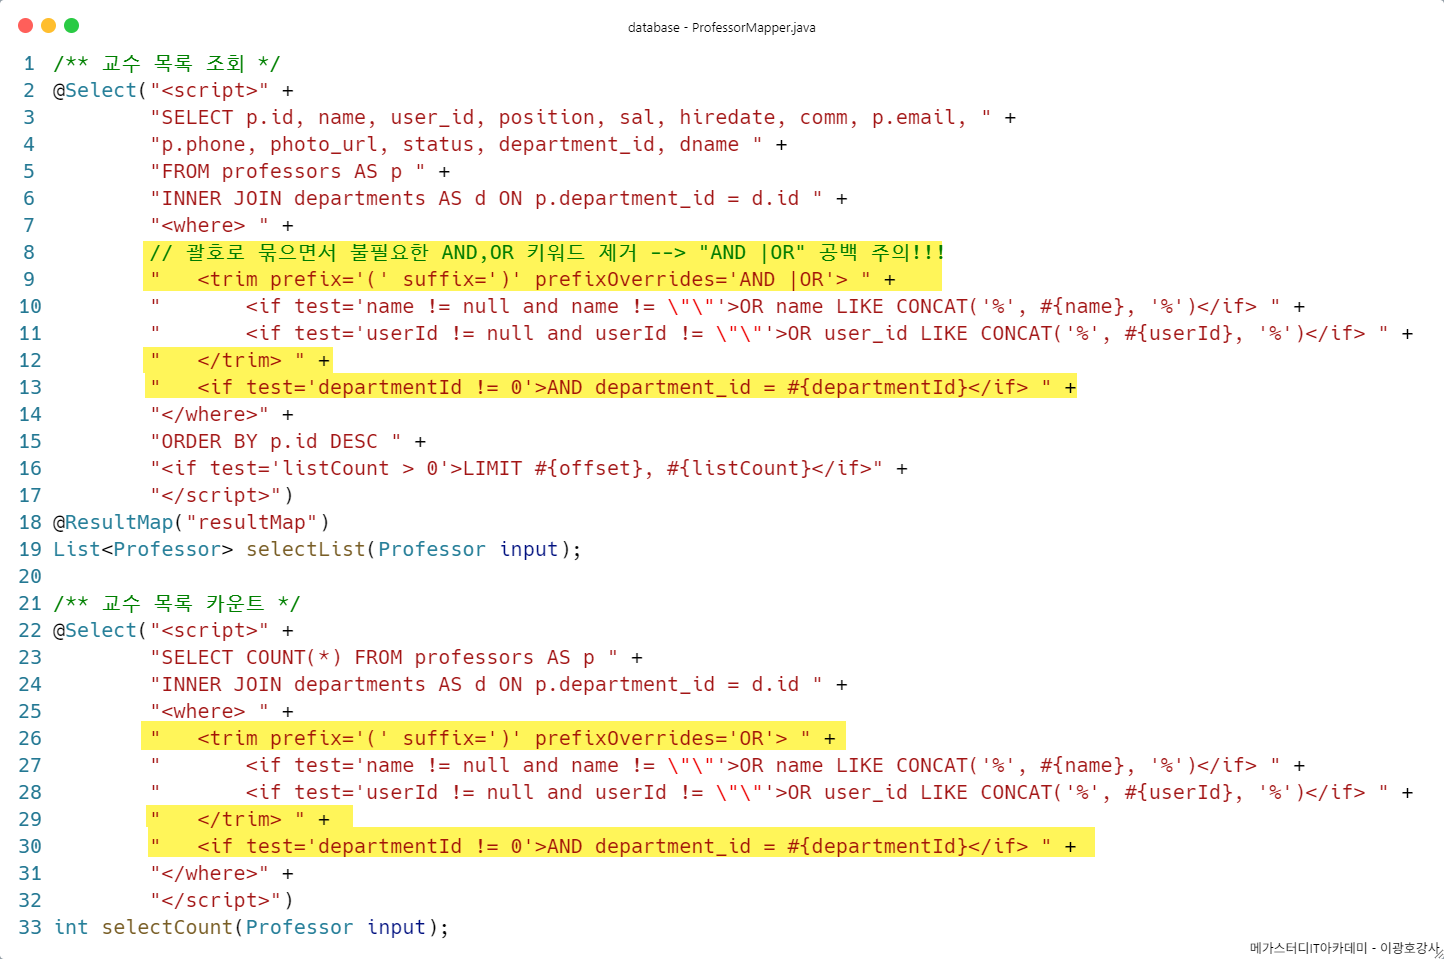 database - ProfessorMapper.java
1 /** 교수 목록 조회 */
2 @Select("<script>" +
3         "SELECT p.id, name, user_id, position, sal, hiredate, comm, p.email, " +
4         "p.phone, photo_url, status, department_id, dname " +
5         "FROM professors AS p " +
6         "INNER JOIN departments AS d ON p.department_id = d.id " +
7         "<where> " +
8         // 괄호로 묶으면서 불필요한 AND,OR 키워드 제거 --> "AND |OR" 공백 주의!!!
9         "   <trim prefix='(' suffix=')' prefixOverrides='AND |OR'> " +
10         "       <if test='name != null and name != \"\"'>OR name LIKE CONCAT('%', #{name}, '%')</if> " +
11         "       <if test='userId != null and userId != \"\"'>OR user_id LIKE CONCAT('%', #{userId}, '%')</if> " +
12         "   </trim> " +
13         "   <if test='departmentId != 0'>AND department_id = #{departmentId}</if> " +
14         "</where>" +
15         "ORDER BY p.id DESC " +
16         "<if test='listCount > 0'>LIMIT #{offset}, #{listCount}</if>" +
17         "</script>")
18 @ResultMap("resultMap")
19 List<Professor> selectList(Professor input);
20
21 /** 교수 목록 카운트 */
22 @Select("<script>" +
23         "SELECT COUNT(*) FROM professors AS p " +
24         "INNER JOIN departments AS d ON p.department_id = d.id " +
25         "<where> " +
26         "   <trim prefix='(' suffix=')' prefixOverrides='OR'> " +
27         "       <if test='name != null and name != \"\"'>OR name LIKE CONCAT('%', #{name}, '%')</if> " +
28         "       <if test='userId != null and userId != \"\"'>OR user_id LIKE CONCAT('%', #{userId}, '%')</if> " +
29         "   </trim> " +
30         "   <if test='departmentId != 0'>AND department_id = #{departmentId}</if> " +
31         "</where>" +
32         "</script>")
33 int selectCount(Professor input);
메가스터디IT아카데미 - 이광호강사